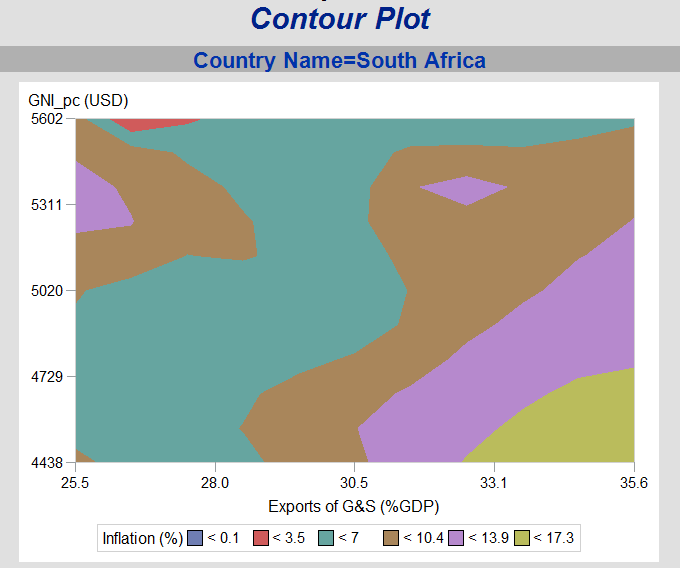 Contour Plot
Country Name=South Africa
GNI_pc (USD)
5602
5311
5020
4729
4438
25.5 28.0 30.5 33.1 35.6
Exports of G&S (%GDP)
Inflation (%) < 0.1 < 3.5 < 7 < 10.4 < 13.9 < 17.3